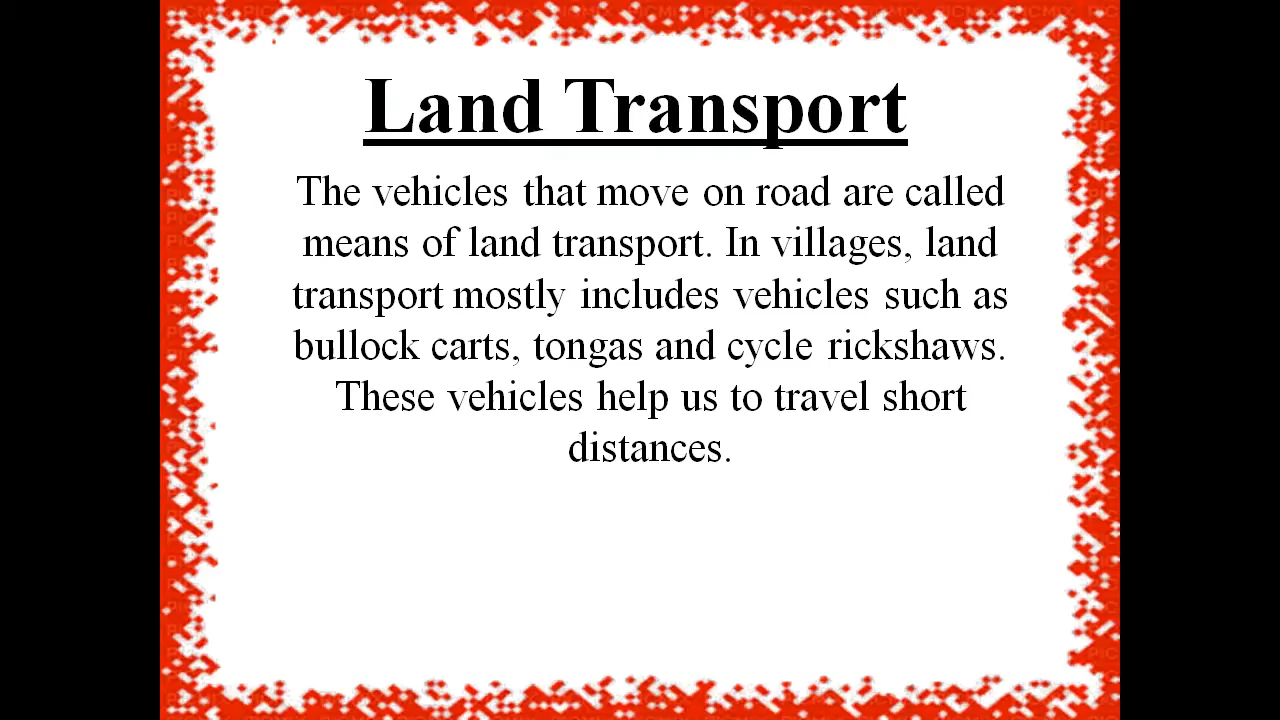 Land Transport
The vehicles that move on road are called
means of land transport. In villages, land
transport mostly includes vehicles such as
bullock carts, tongas and cycle rickshaws.
These vehicles help us to travel short
distances.